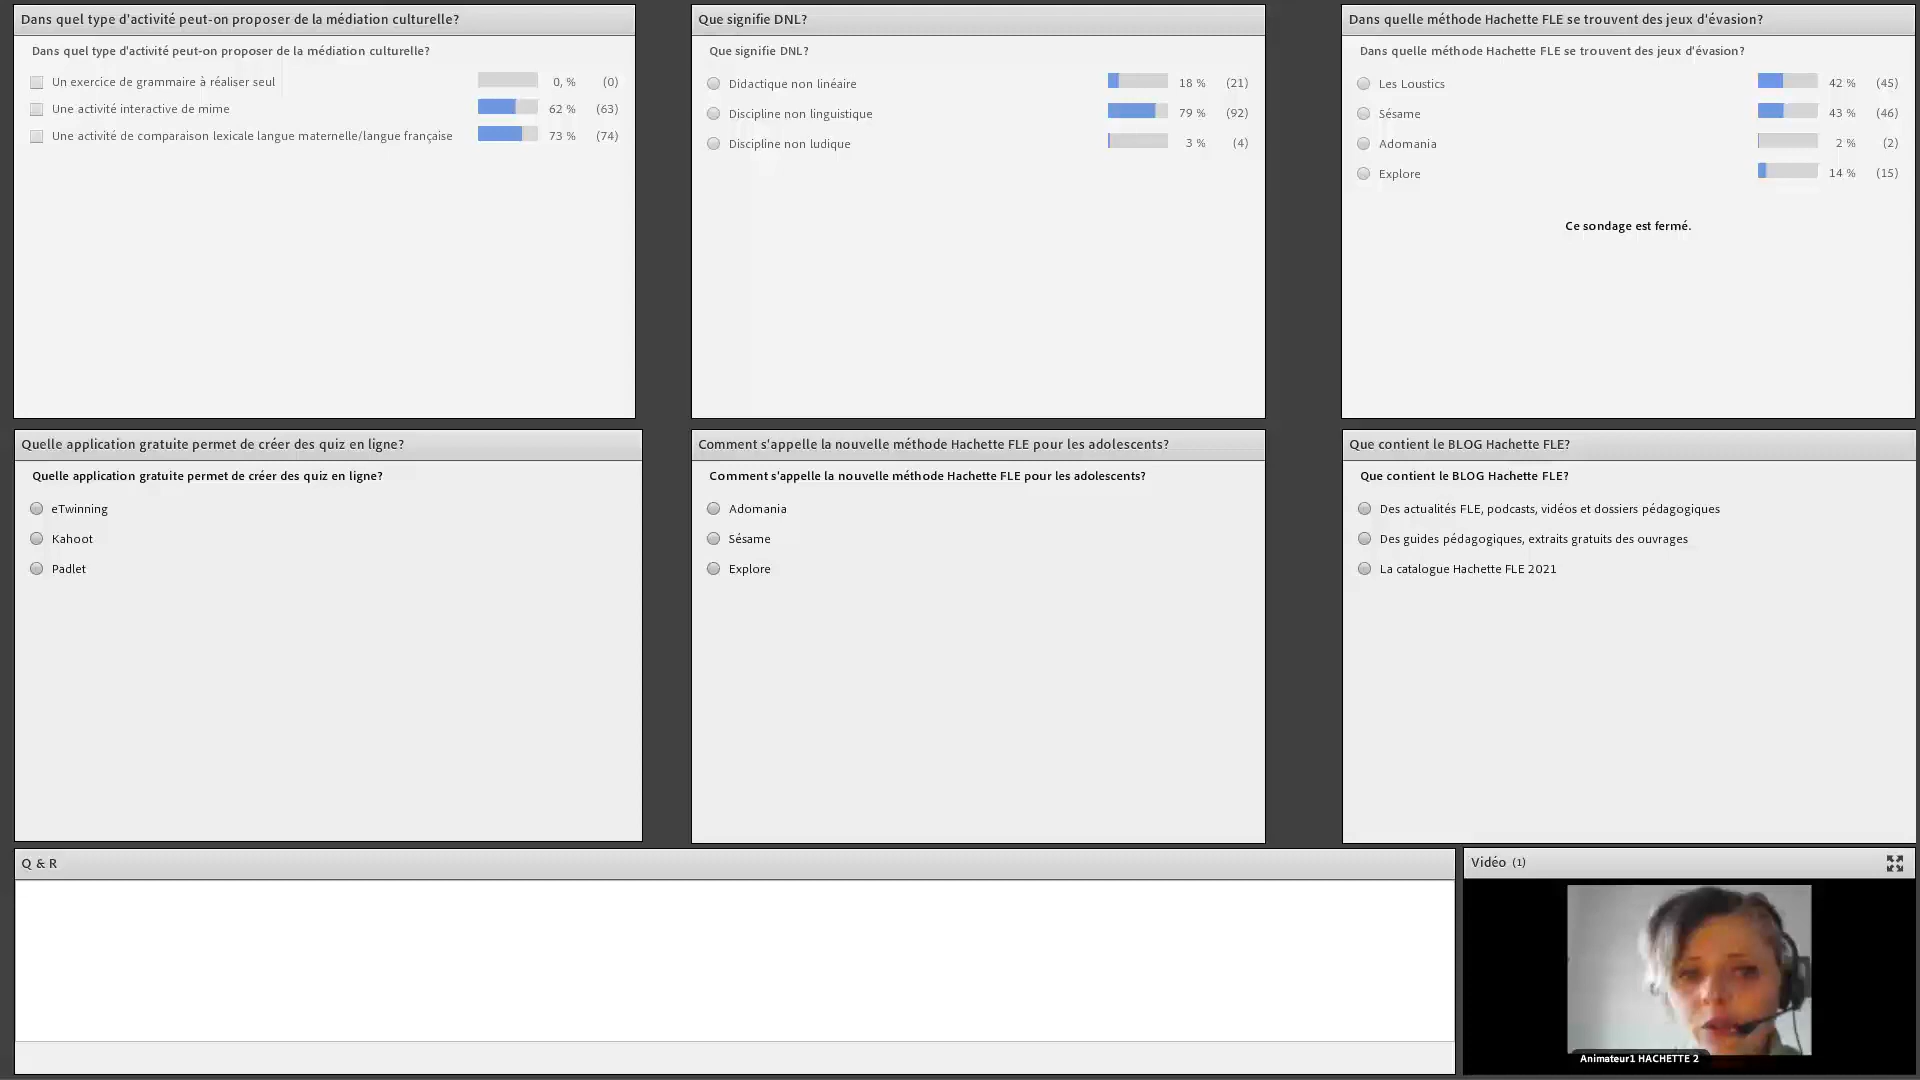 Dans quel type d'activité peut-on proposer de la médiation culturelle?
Dans quel type d'activité peut-on proposer de la médiation culturelle?
Un exercice de grammaire à réaliser seul 0, % (0)
Une activité interactive de mime 62 % (63)
Une activité de comparaison lexicale langue maternelle/langue française 73 % (74)
Que signifie DNL?
Que signifie DNL?
Didactique non linéaire 18 % (21)
Discipline non linguistique 79 % (92)
Discipline non ludique 3 % (4)
Dans quelle méthode Hachette FLE se trouvent des jeux d'évasion?
Dans quelle méthode Hachette FLE se trouvent des jeux d'évasion?
Les Loustics 42 % (45)
Sésame 43 % (46)
Adomania 2 % (2)
Explore 14 % (15)
Ce sondage est fermé.
Quelle application gratuite permet de créer des quiz en ligne?
Quelle application gratuite permet de créer des quiz en ligne?
eTwinning
Kahoot
Padlet
Comment s'appelle la nouvelle méthode Hachette FLE pour les adolescents?
Comment s'appelle la nouvelle méthode Hachette FLE pour les adolescents?
Adomania
Sésame
Explore
Que contient le BLOG Hachette FLE?
Que contient le BLOG Hachette FLE?
Des actualités FLE, podcasts, vidéos et dossiers pédagogiques
Des guides pédagogiques, extraits gratuits des ouvrages
La catalogue Hachette FLE 2021
Q & R
Vidéo (1)
Animateur1 HACHETTE 2